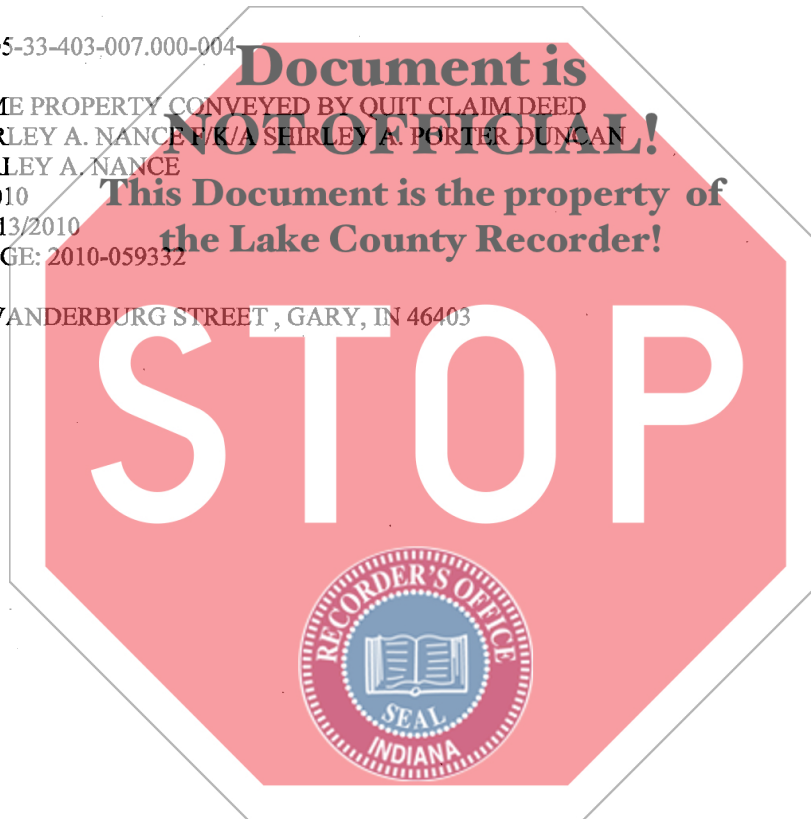 5-33-403-007.000-004
Document is
ME PROPERTY CONVEYED BY QUIT CLAIM DEED
RLEY A. NANCE F/K/A SHIRLEY A. PORTER DUNCAN
NOT OFFICIAL!
LEY A. NANCE
This Document is the property of
010
13/2010
the Lake County Recorder!
GE: 2010-059332
VANDERBURG STREET , GARY, IN 46403
STOP
RECORDER'S OFFICE
SEAL
INDIANA